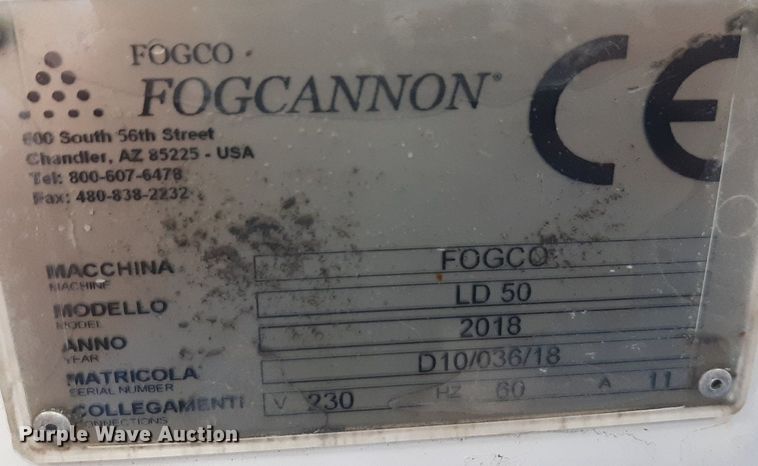 FOGCO
FOGCANNON®
600 South 56th Street
Chandler, AZ 85225 - USA
Tel: 800-607-6478
Fax: 480-838-2232
CE
MACCHINA FOGCO
MACHINE
MODELLO LD 50
MODEL
ANNO 2018
YEAR
MATRICOLA D10/036/18
SERIAL NUMBER
COLLEGAMENTI V 230 HZ 60 A 11
CONNECTIONS
Purple Wave Auction